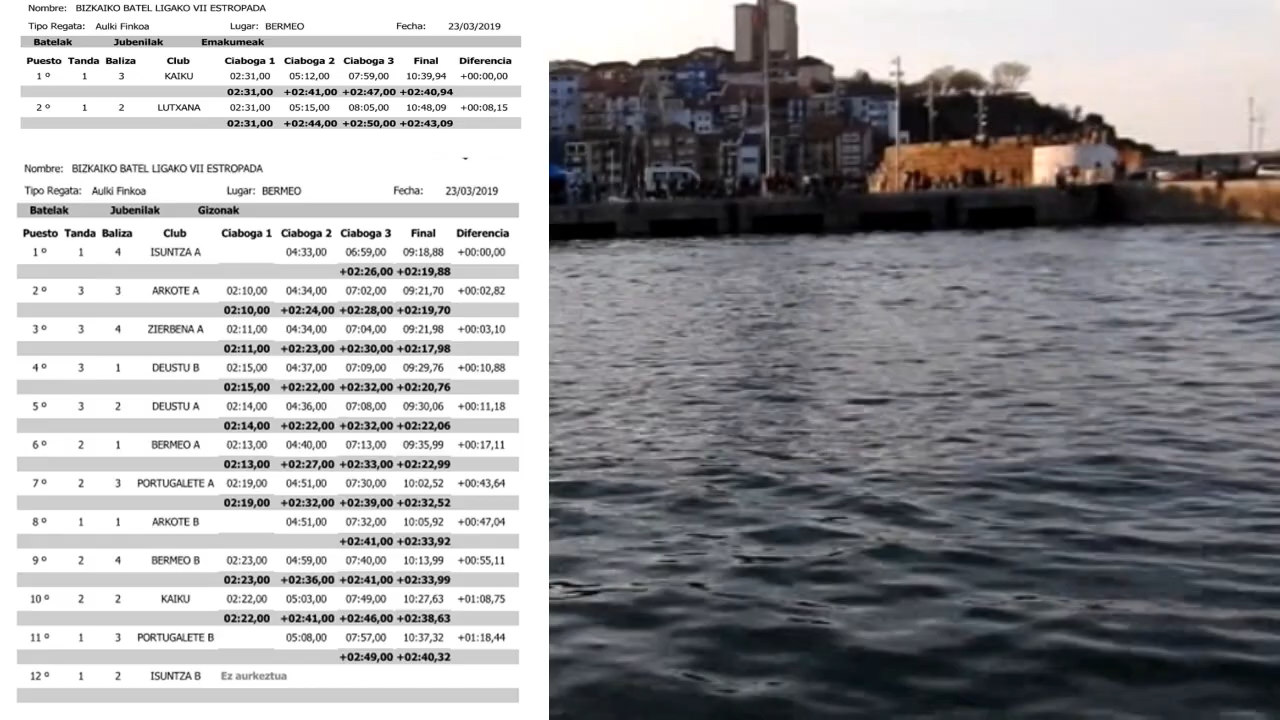 Nombre: BIZKAIKO BATEL LIGAKO VII ESTROPADA
Tipo Regata: Aulki Finkoa Lugar: BERMEO Fecha: 23/03/2019
Batelak Jubenilak Emakumeak
Puesto Tanda Baliza Club Ciaboga 1 Ciaboga 2 Ciaboga 3 Final Diferencia
1 º 1 3 KAIKU 02:31,00 05:12,00 07:59,00 10:39,94 +00:00,00
02:31,00 +02:41,00 +02:47,00 +02:40,94
2 º 1 2 LUTXANA 02:31,00 05:15,00 08:05,00 10:48,09 +00:08,15
02:31,00 +02:44,00 +02:50,00 +02:43,09
Nombre: BIZKAIKO BATEL LIGAKO VII ESTROPADA
Tipo Regata: Aulki Finkoa Lugar: BERMEO Fecha: 23/03/2019
Batelak Jubenilak Gizonak
Puesto Tanda Baliza Club Ciaboga 1 Ciaboga 2 Ciaboga 3 Final Diferencia
1 º 1 4 ISUNTZA A 04:33,00 06:59,00 09:18,88 +00:00,00
+02:26,00 +02:19,88
2 º 3 3 ARKOTE A 02:10,00 04:34,00 07:02,00 09:21,70 +00:02,82
02:10,00 +02:24,00 +02:28,00 +02:19,70
3 º 3 4 ZIERBENA A 02:11,00 04:34,00 07:04,00 09:21,98 +00:03,10
02:11,00 +02:23,00 +02:30,00 +02:17,98
4 º 3 1 DEUSTU B 02:15,00 04:37,00 07:09,00 09:29,76 +00:10,88
02:15,00 +02:22,00 +02:32,00 +02:20,76
5 º 3 2 DEUSTU A 02:14,00 04:36,00 07:08,00 09:30,06 +00:11,18
02:14,00 +02:22,00 +02:32,00 +02:22,06
6 º 2 1 BERMEO A 02:13,00 04:40,00 07:13,00 09:35,99 +00:17,11
02:13,00 +02:27,00 +02:33,00 +02:22,99
7 º 2 3 PORTUGALETE A 02:19,00 04:51,00 07:30,00 10:02,52 +00:43,64
02:19,00 +02:32,00 +02:39,00 +02:32,52
8 º 1 1 ARKOTE B 04:51,00 07:32,00 10:05,92 +00:47,04
+02:41,00 +02:33,92
9 º 2 4 BERMEO B 02:23,00 04:59,00 07:40,00 10:13,99 +00:55,11
02:23,00 +02:36,00 +02:41,00 +02:33,99
10 º 2 2 KAIKU 02:22,00 05:03,00 07:49,00 10:27,63 +01:08,75
02:22,00 +02:41,00 +02:46,00 +02:38,63
11 º 1 3 PORTUGALETE B 05:08,00 07:57,00 10:37,32 +01:18,44
+02:49,00 +02:40,32
12 º 1 2 ISUNTZA B Ez aurkeztua